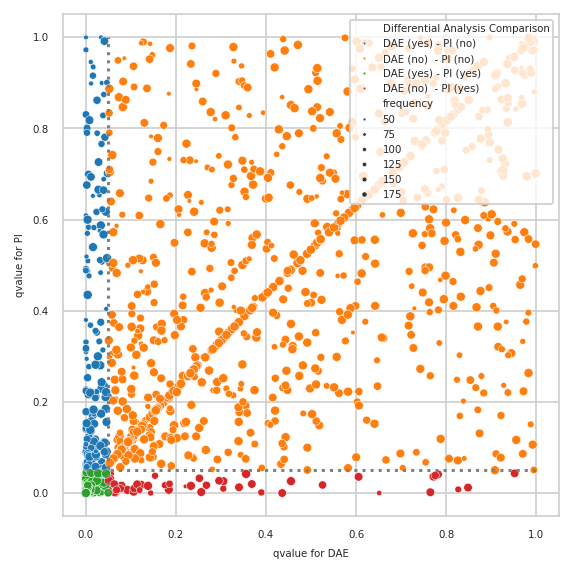 Differential Analysis Comparison
DAE (yes) - PI (no)
DAE (no)  - PI (no)
DAE (yes) - PI (yes)
DAE (no)  - PI (yes)
frequency
50
75
100
125
150
175
qvalue for PI
1.0
0.8
0.6
0.4
0.2
0.0
0.0 0.2 0.4 0.6 0.8 1.0
qvalue for DAE